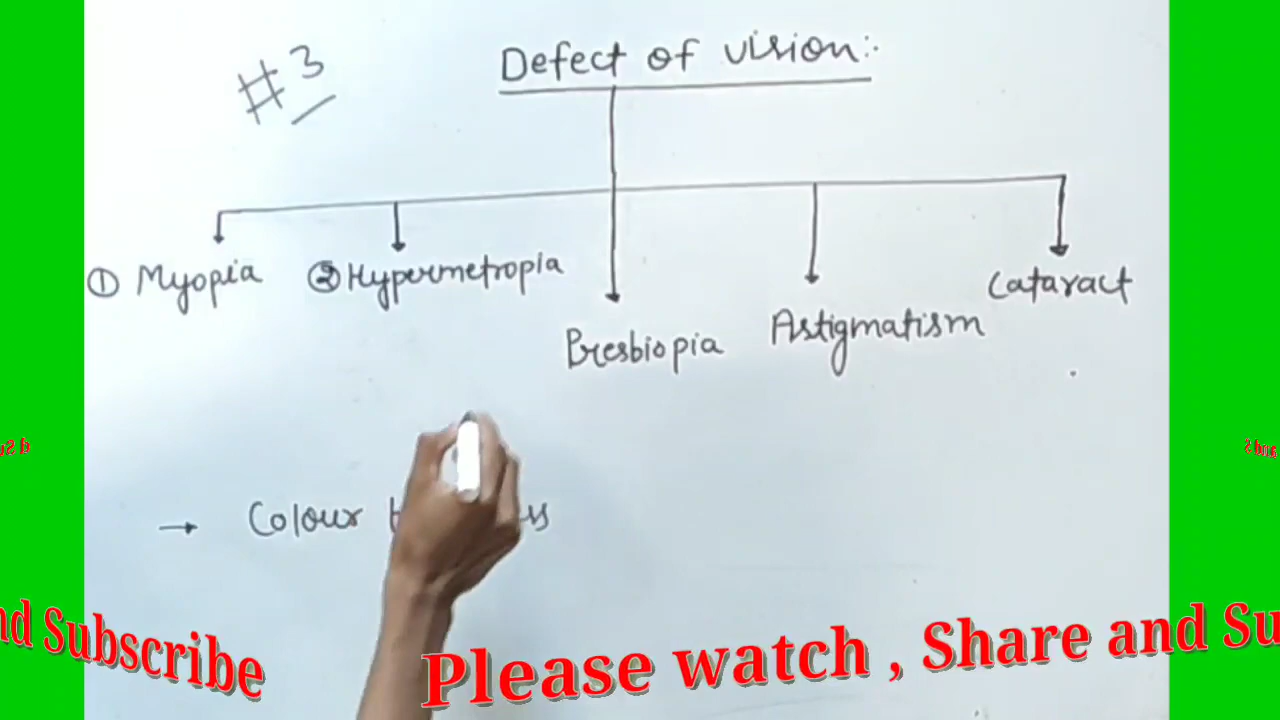 #3
Defect of vision:-
① Myopia ② Hypermetropia
Cataract
Presbiopia Astigmatism
→ Colour
nd Subscribe
Please watch , Share and Su